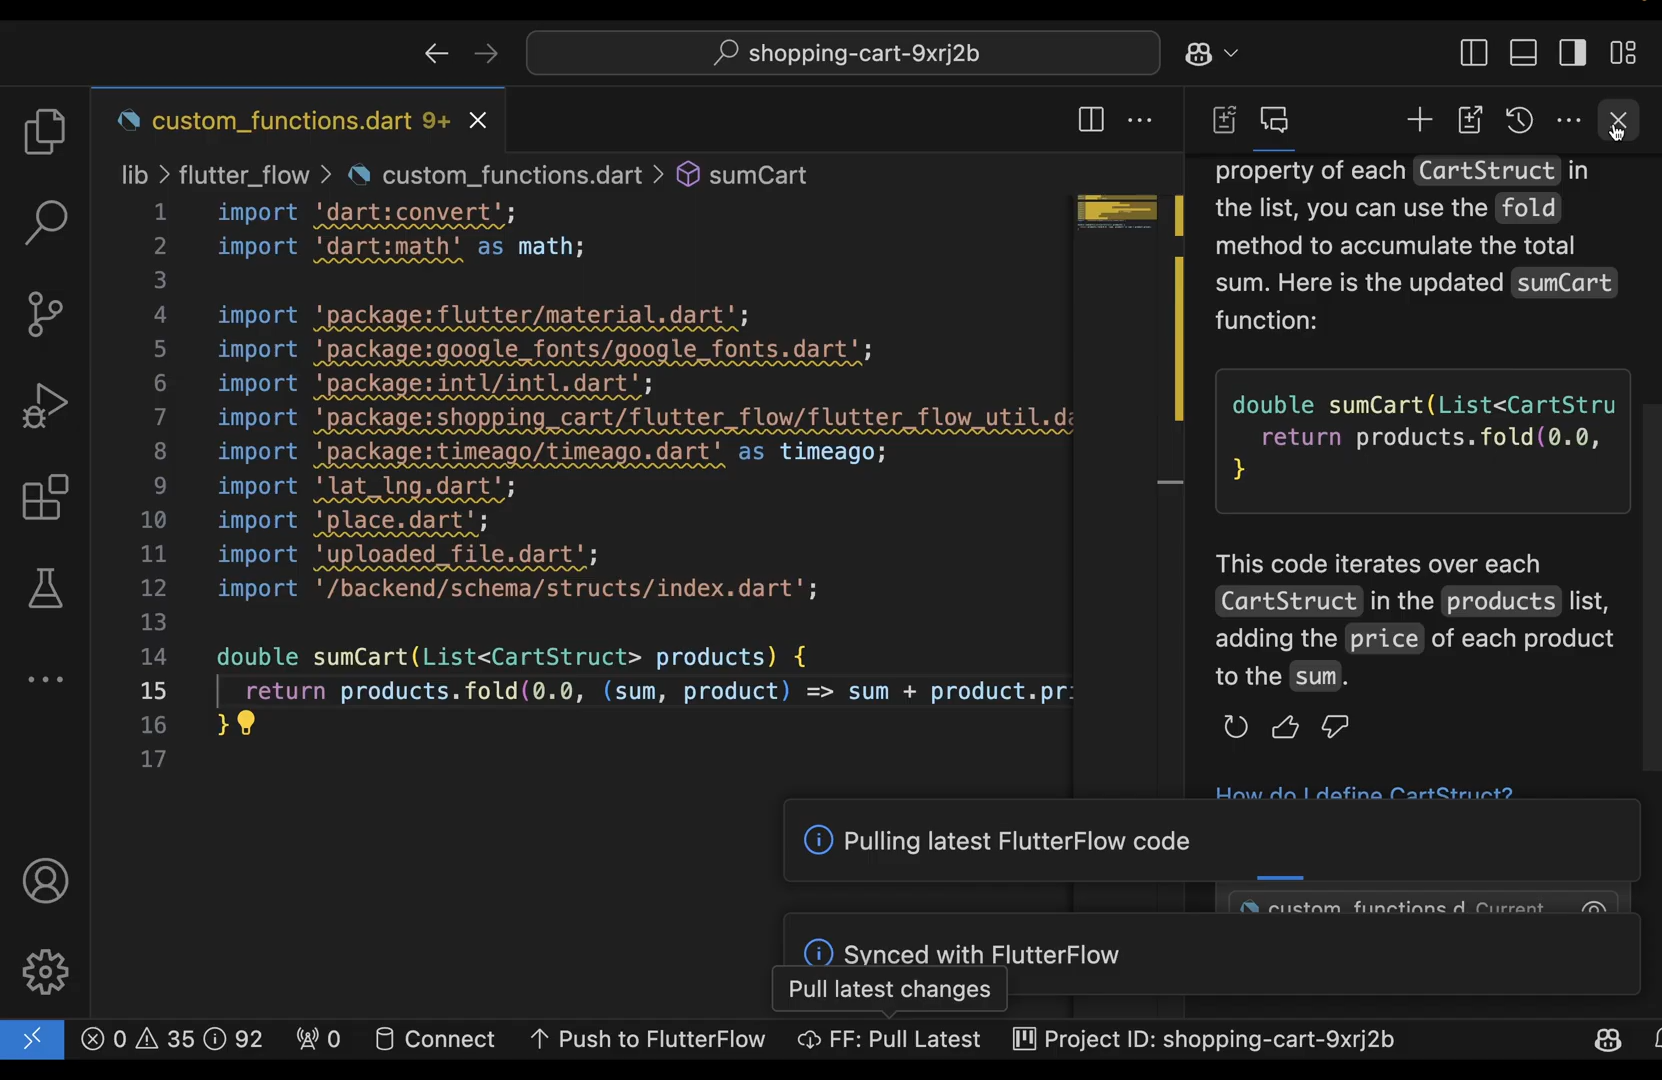 shopping-cart-9xrj2b
custom_functions.dart 9+
lib > flutter_flow > custom_functions.dart > sumCart
1 import 'dart:convert';
2 import 'dart:math' as math;
3
4 import 'package:flutter/material.dart';
5 import 'package:google_fonts/google_fonts.dart';
6 import 'package:intl/intl.dart';
7 import 'package:shopping_cart/flutter_flow/flutter_flow_util.da
8 import 'package:timeago/timeago.dart' as timeago;
9 import 'lat_lng.dart';
10 import 'place.dart';
11 import 'uploaded_file.dart';
12 import '/backend/schema/structs/index.dart';
13
14 double sumCart(List<CartStruct> products) {
15 return products.fold(0.0, (sum, product) => sum + product.pri
16 }
17
property of each CartStruct in
the list, you can use the fold
method to accumulate the total
sum. Here is the updated sumCart
function:
double sumCart(List<CartStru
return products.fold(0.0,
}
This code iterates over each
CartStruct in the products list,
adding the price of each product
to the sum.
How do I define CartStruct?
Pulling latest FlutterFlow code
custom_functions.d Current
Synced with FlutterFlow
Pull latest changes
0 35 92 0 Connect Push to FlutterFlow FF: Pull Latest Project ID: shopping-cart-9xrj2b